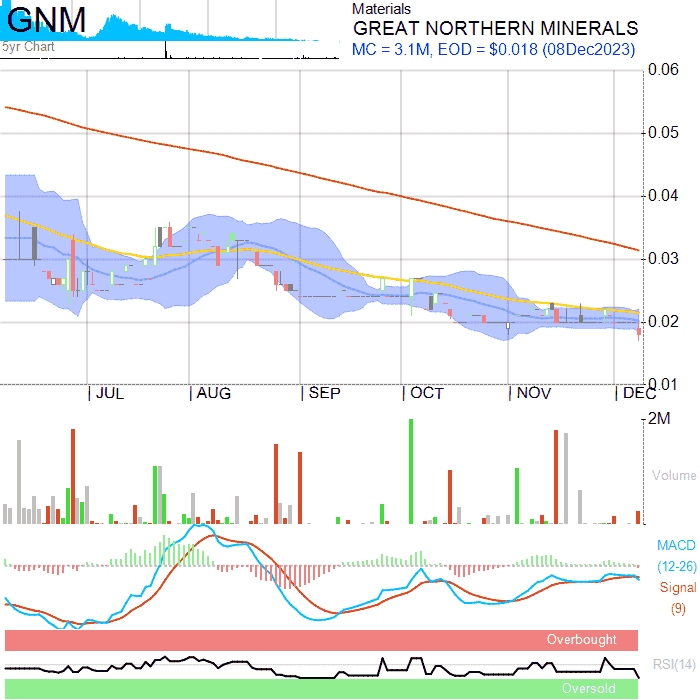 GNM
5yr Chart
Materials
GREAT NORTHERN MINERALS
MC = 3.1M, EOD = $0.018 (08Dec2023)
0.06
0.05
0.04
0.03
0.02
0.01
JUL AUG SEP OCT NOV DEC
2M
Volume
MACD
(12-26)
Signal
(9)
Overbought
RSI(14)
Oversold